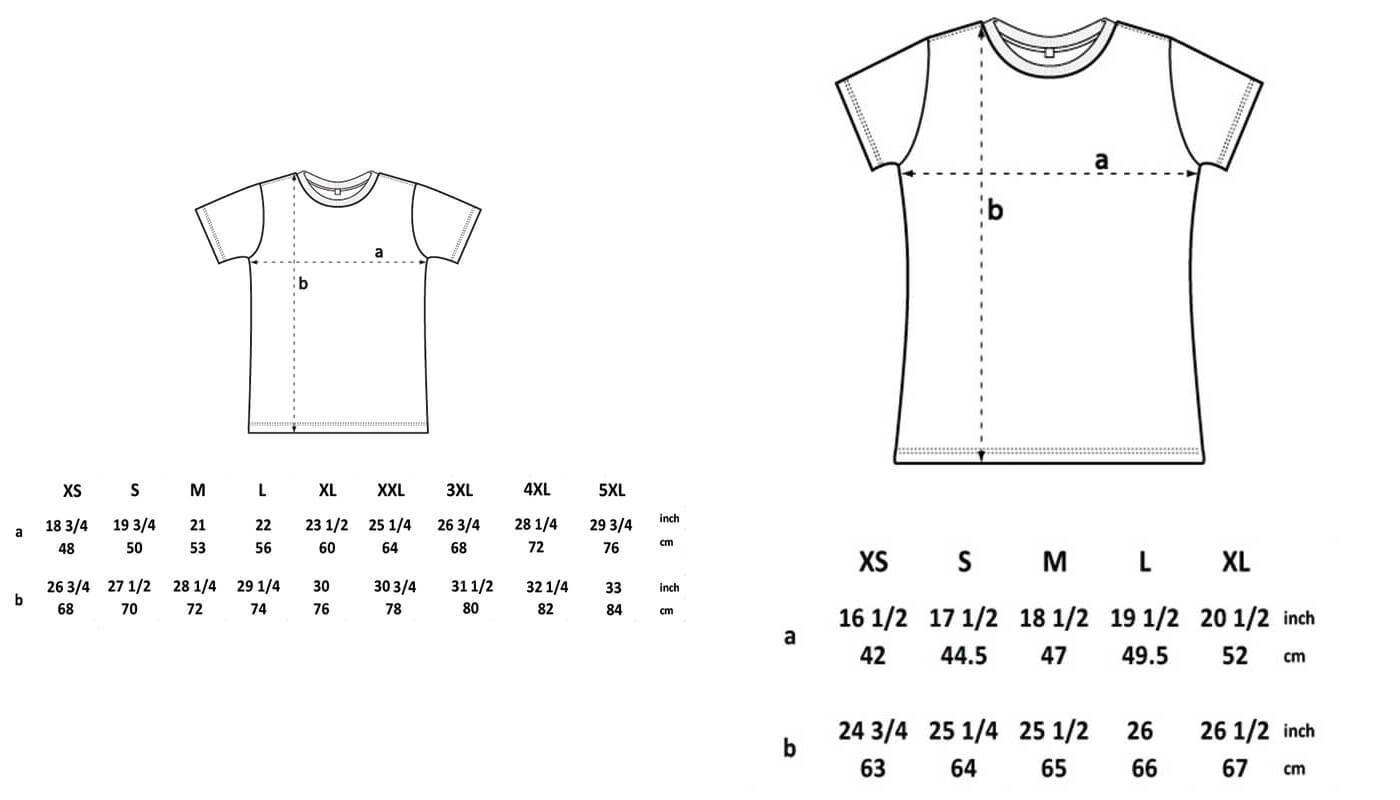 a
b
XS S M L XL XXL 3XL 4XL 5XL
a 18 3/4 19 3/4 21 22 23 1/2 25 1/4 26 3/4 28 1/4 29 3/4 inch
48 50 53 56 60 64 68 72 76 cm
b 26 3/4 27 1/2 28 1/4 29 1/4 30 30 3/4 31 1/2 32 1/4 33 inch
68 70 72 74 76 78 80 82 84 cm
a
b
XS S M L XL
a 16 1/2 17 1/2 18 1/2 19 1/2 20 1/2 inch
42 44.5 47 49.5 52 cm
b 24 3/4 25 1/4 25 1/2 26 26 1/2 inch
63 64 65 66 67 cm